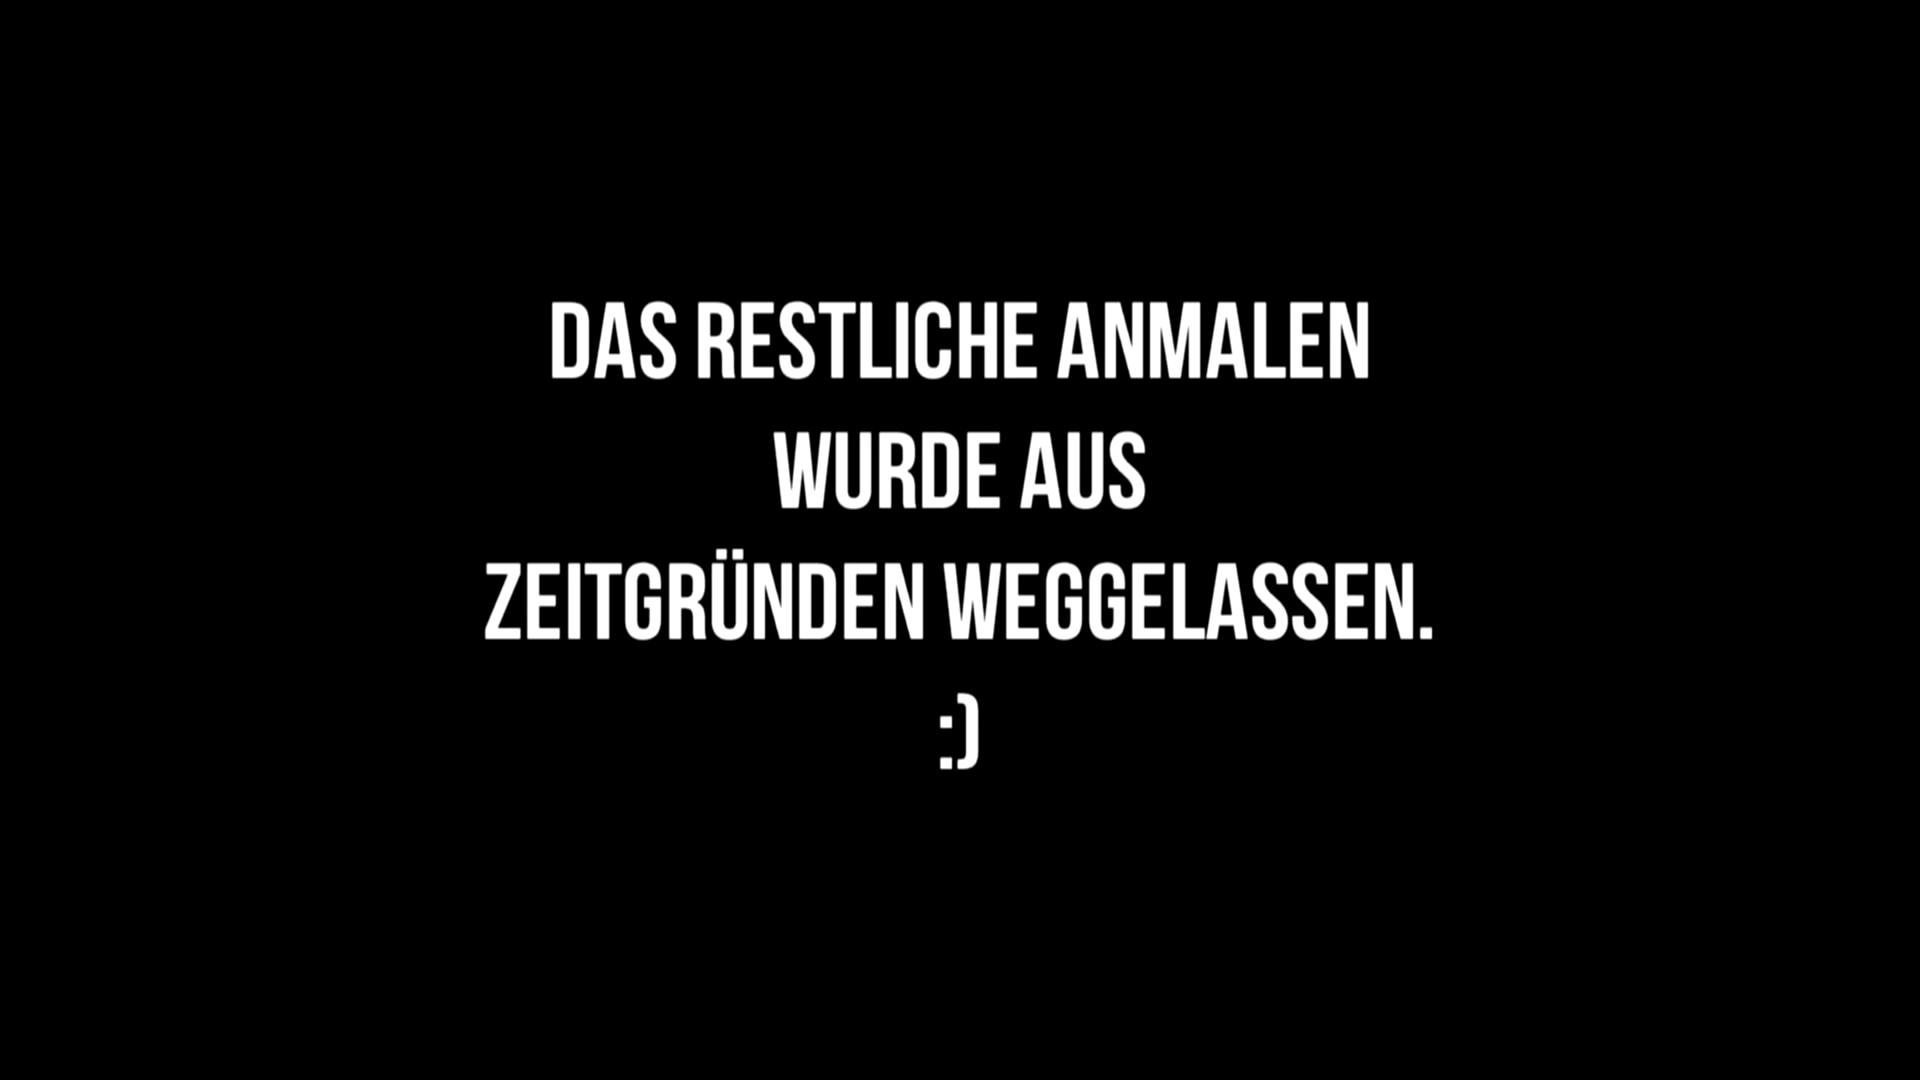 DAS RESTLICHE ANMALEN
WURDE AUS
ZEITGRÜNDEN WEGGELASSEN.
:)